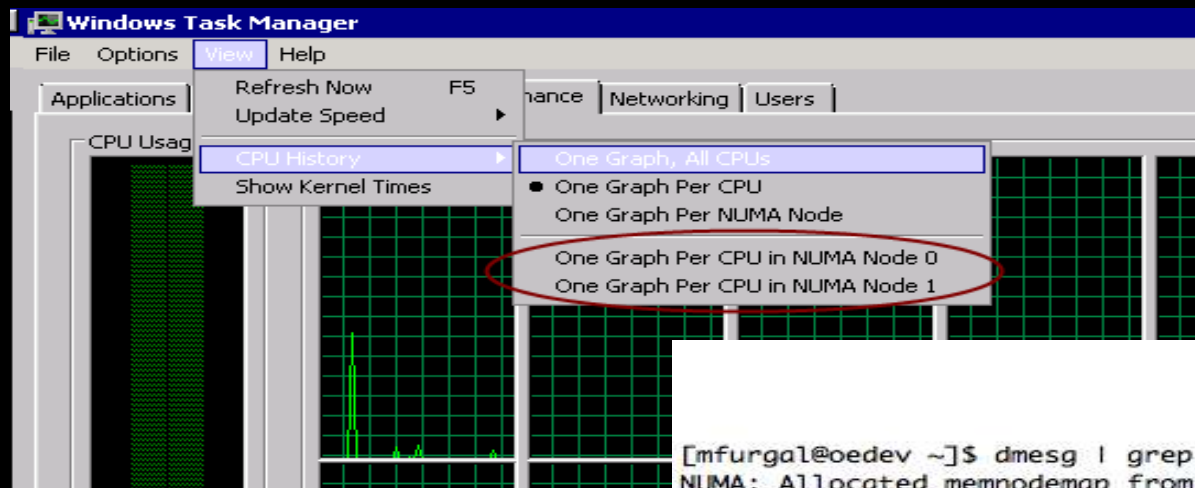 Windows Task Manager
File Options View Help
Applications Networking Users
Refresh Now F5
Update Speed
CPU History
Show Kernel Times
One Graph, All CPUs
One Graph Per CPU
One Graph Per NUMA Node
One Graph Per CPU in NUMA Node 0
One Graph Per CPU in NUMA Node 1
CPU
[mfurgal@oedev ~]$ dmesg | grep
NUMA: Allocated memnodemap from